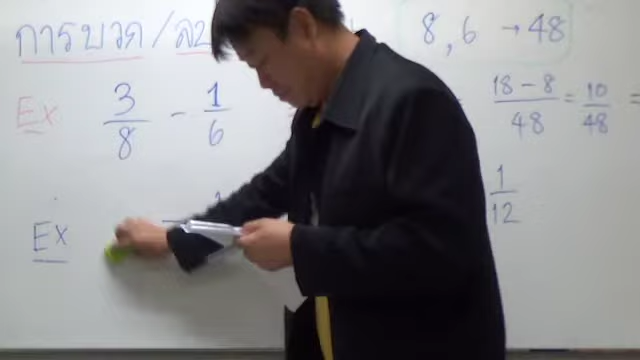 การบวก/ลบ 8,6 → 48
Ex 3/8 - 1/6 18-8/48 = 10/48 =
Ex 1/12